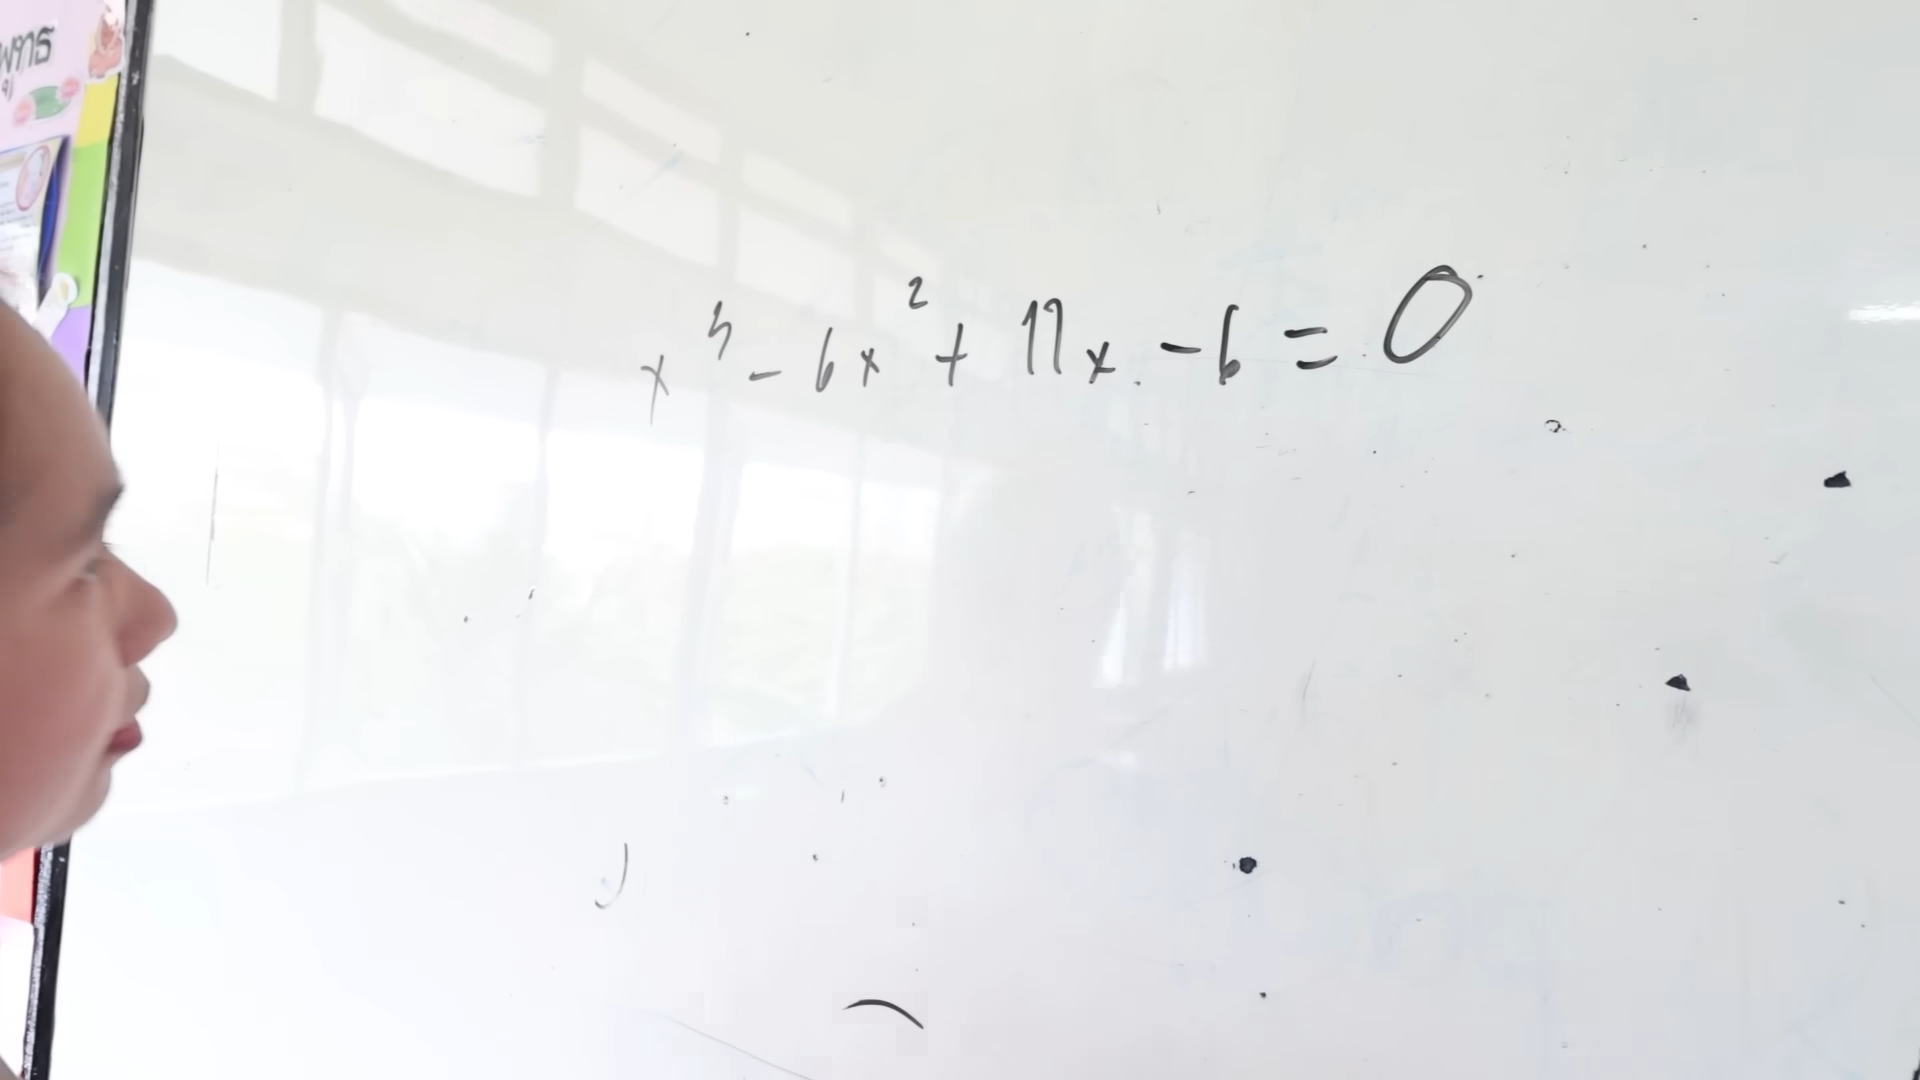 x³ - 6x² + 11x - 6 = 0